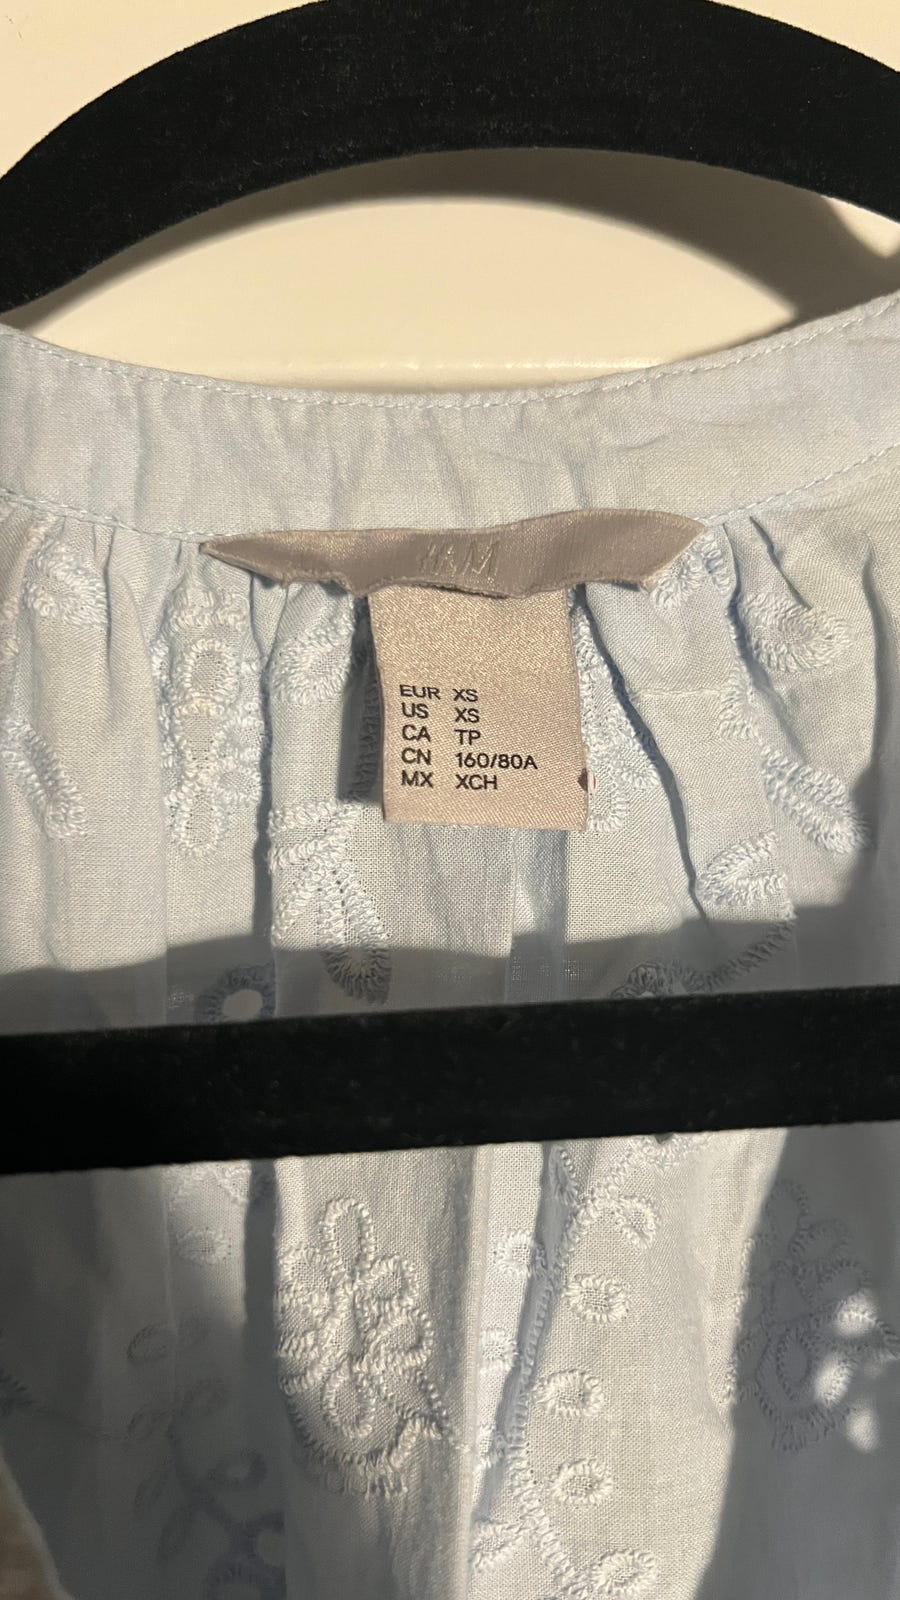 H&M
EUR XS
US XS
CA TP
CN 160/80A
MX XCH